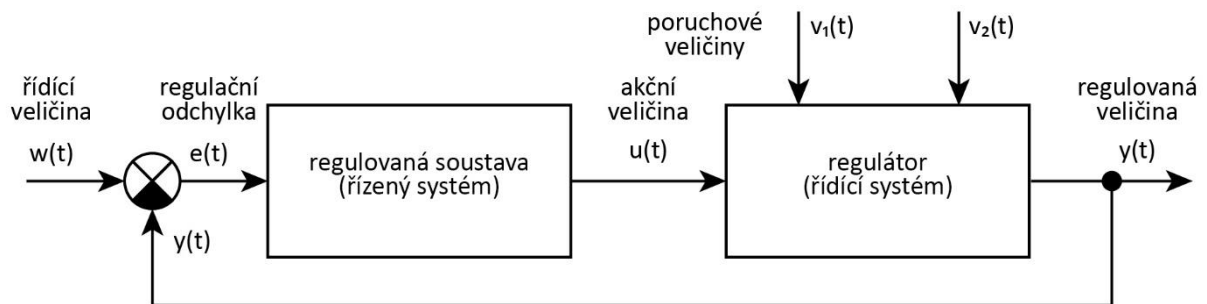 poruchové
veličiny
v₁(t)
v₂(t)
řídící
veličina
w(t)
regulační
odchylka
e(t)
regulovaná soustava
(řízený systém)
akční
veličina
u(t)
regulátor
(řídící systém)
regulovaná
veličina
y(t)
y(t)